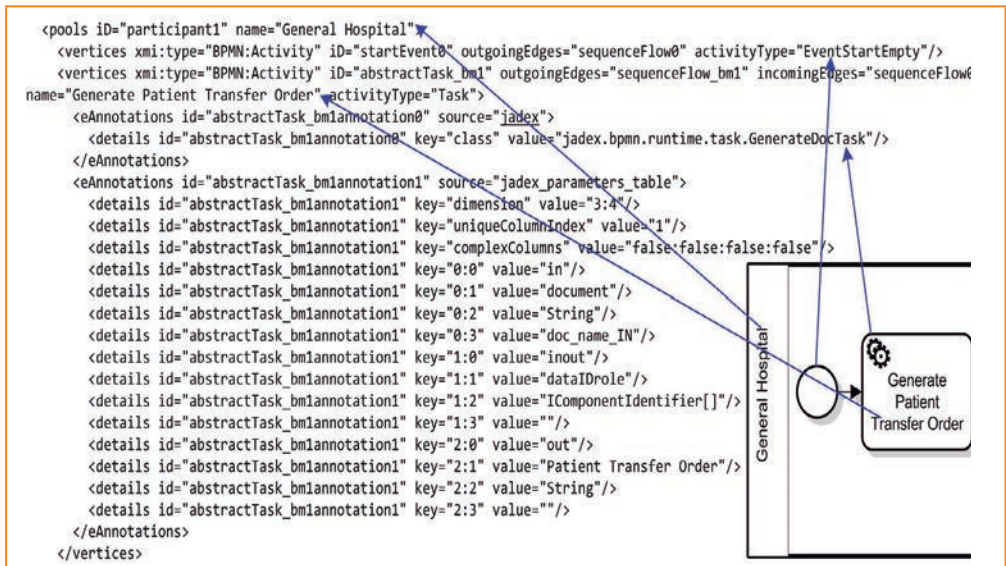 <pools iD="participant1" name="General Hospital">
<vertices xmi:type="BPMN:Activity" iD="startEvent0" outgoingEdges="sequenceFlow0" activityType="EventStartEmpty"/>
<vertices xmi:type="BPMN:Activity" iD="abstractTask_bm1" outgoingEdges="sequenceFlow_bm1" incomingEdges="sequenceFlow0
name="Generate Patient Transfer Order" activityType="Task">
<eAnnotations id="abstractTask_bm1annotation0" source="jadex">
<details id="abstractTask_bm1annotation0" key="class" value="jadex.bpmn.runtime.task.GenerateDocTask"/>
</eAnnotations>
<eAnnotations id="abstractTask_bm1annotation1" source="jadex_parameters_table">
<details id="abstractTask_bm1annotation1" key="dimension" value="3:4"/>
<details id="abstractTask_bm1annotation1" key="uniqueColumnIndex" value="1"/>
<details id="abstractTask_bm1annotation1" key="complexColumns" value="false:false:false:false"/>
<details id="abstractTask_bm1annotation1" key="0:0" value="in"/>
<details id="abstractTask_bm1annotation1" key="0:1" value="document"/>
<details id="abstractTask_bm1annotation1" key="0:2" value="String"/>
<details id="abstractTask_bm1annotation1" key="0:3" value="doc_name_IN"/>
<details id="abstractTask_bm1annotation1" key="1:0" value="inout"/>
<details id="abstractTask_bm1annotation1" key="1:1" value="dataIDrole"/>
<details id="abstractTask_bm1annotation1" key="1:2" value="IComponentIdentifier[]"/>
<details id="abstractTask_bm1annotation1" key="1:3" value=""/>
<details id="abstractTask_bm1annotation1" key="2:0" value="out"/>
<details id="abstractTask_bm1annotation1" key="2:1" value="Patient Transfer Order"/>
<details id="abstractTask_bm1annotation1" key="2:2" value="String"/>
<details id="abstractTask_bm1annotation1" key="2:3" value=""/>
</eAnnotations>
</vertices>
General Hospital
Generate
Patient
Transfer Order